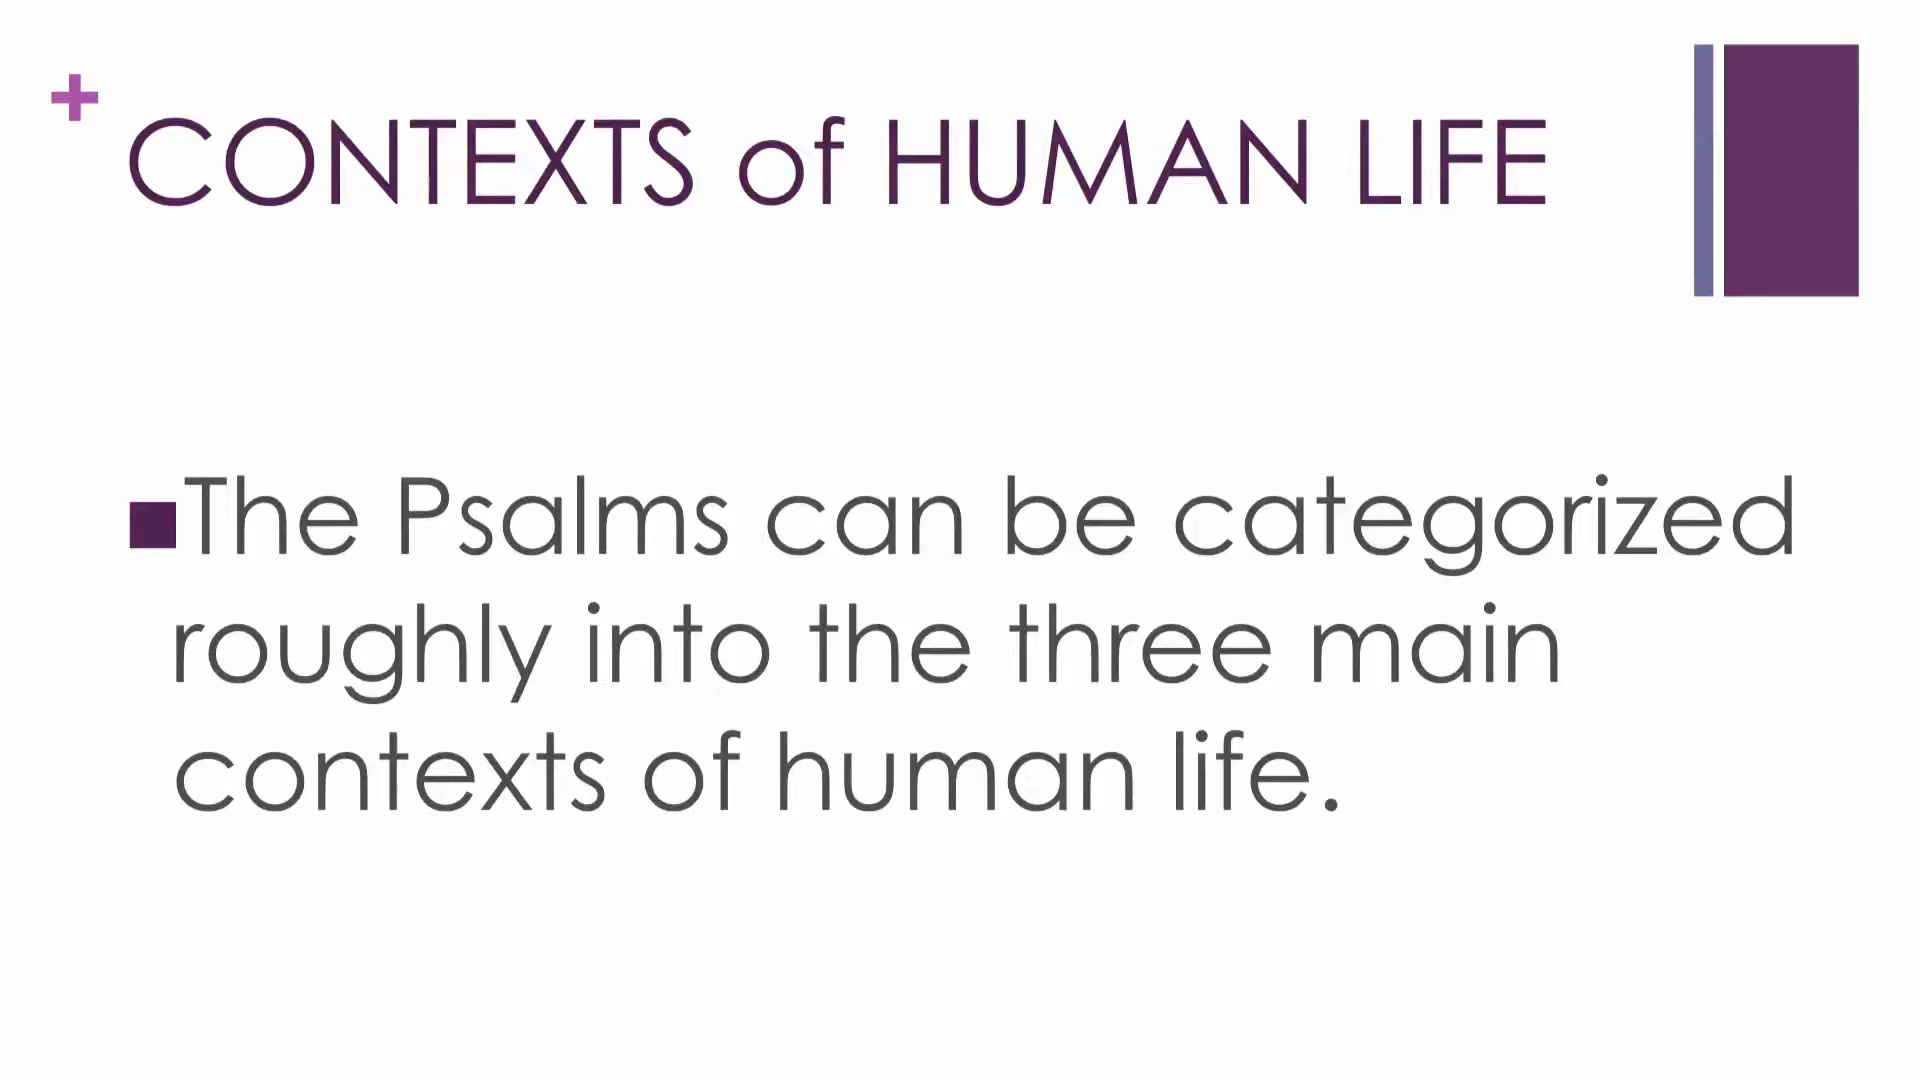 CONTEXTS of HUMAN LIFE
The Psalms can be categorized
roughly into the three main
contexts of human life.